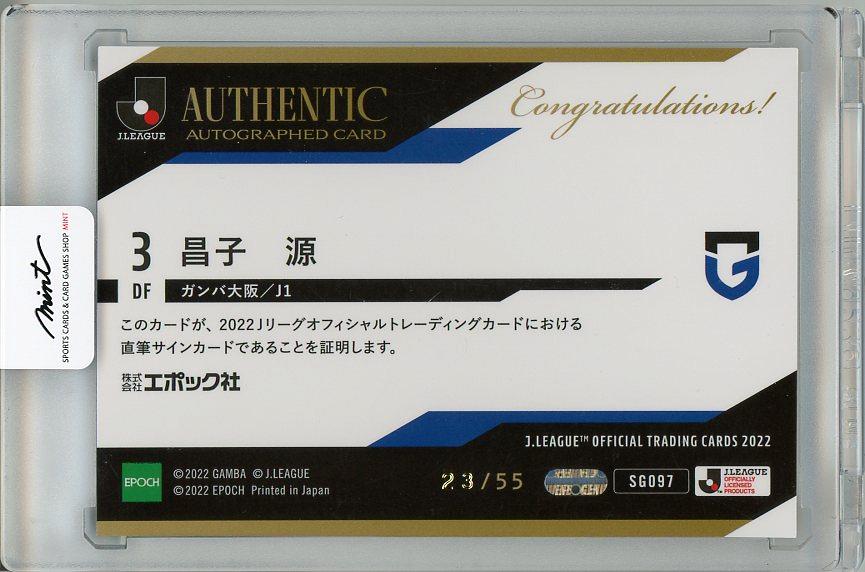 J.LEAGUE
AUTHENTIC
AUTOGRAPHED CARD
Congratulations!
3 昌子 源
DF ガンバ大阪/J1
G
このカードが、2022Jリーグオフィシャルトレーディングカードにおける
直筆サインカードであることを証明します。
株式会社エポック社
mint
SPORTS CARDS & CARD GAMES SHOP MINT
J.LEAGUE™ OFFICIAL TRADING CARDS 2022
EPOCH
©2022 GAMBA ©J.LEAGUE
©2022 EPOCH Printed in Japan
23/55
SG097
J.LEAGUE
OFFICIALLY
LICENSED
PRODUCTS